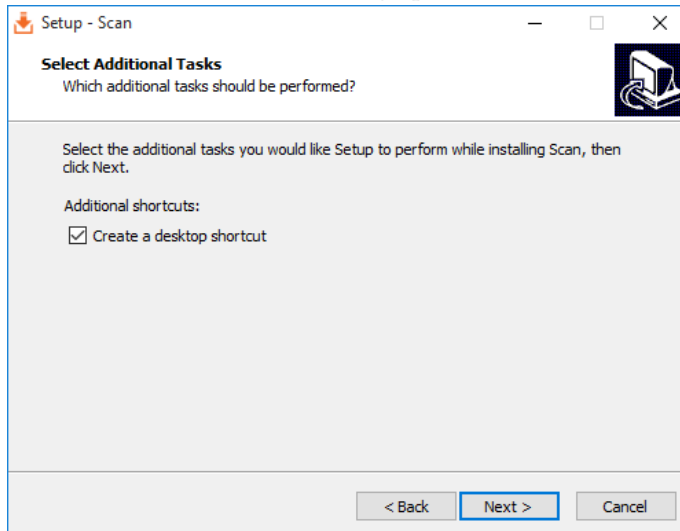 Setup - Scan
Select Additional Tasks
Which additional tasks should be performed?
Select the additional tasks you would like Setup to perform while installing Scan, then
click Next.
Additional shortcuts:
Create a desktop shortcut
< Back Next > Cancel